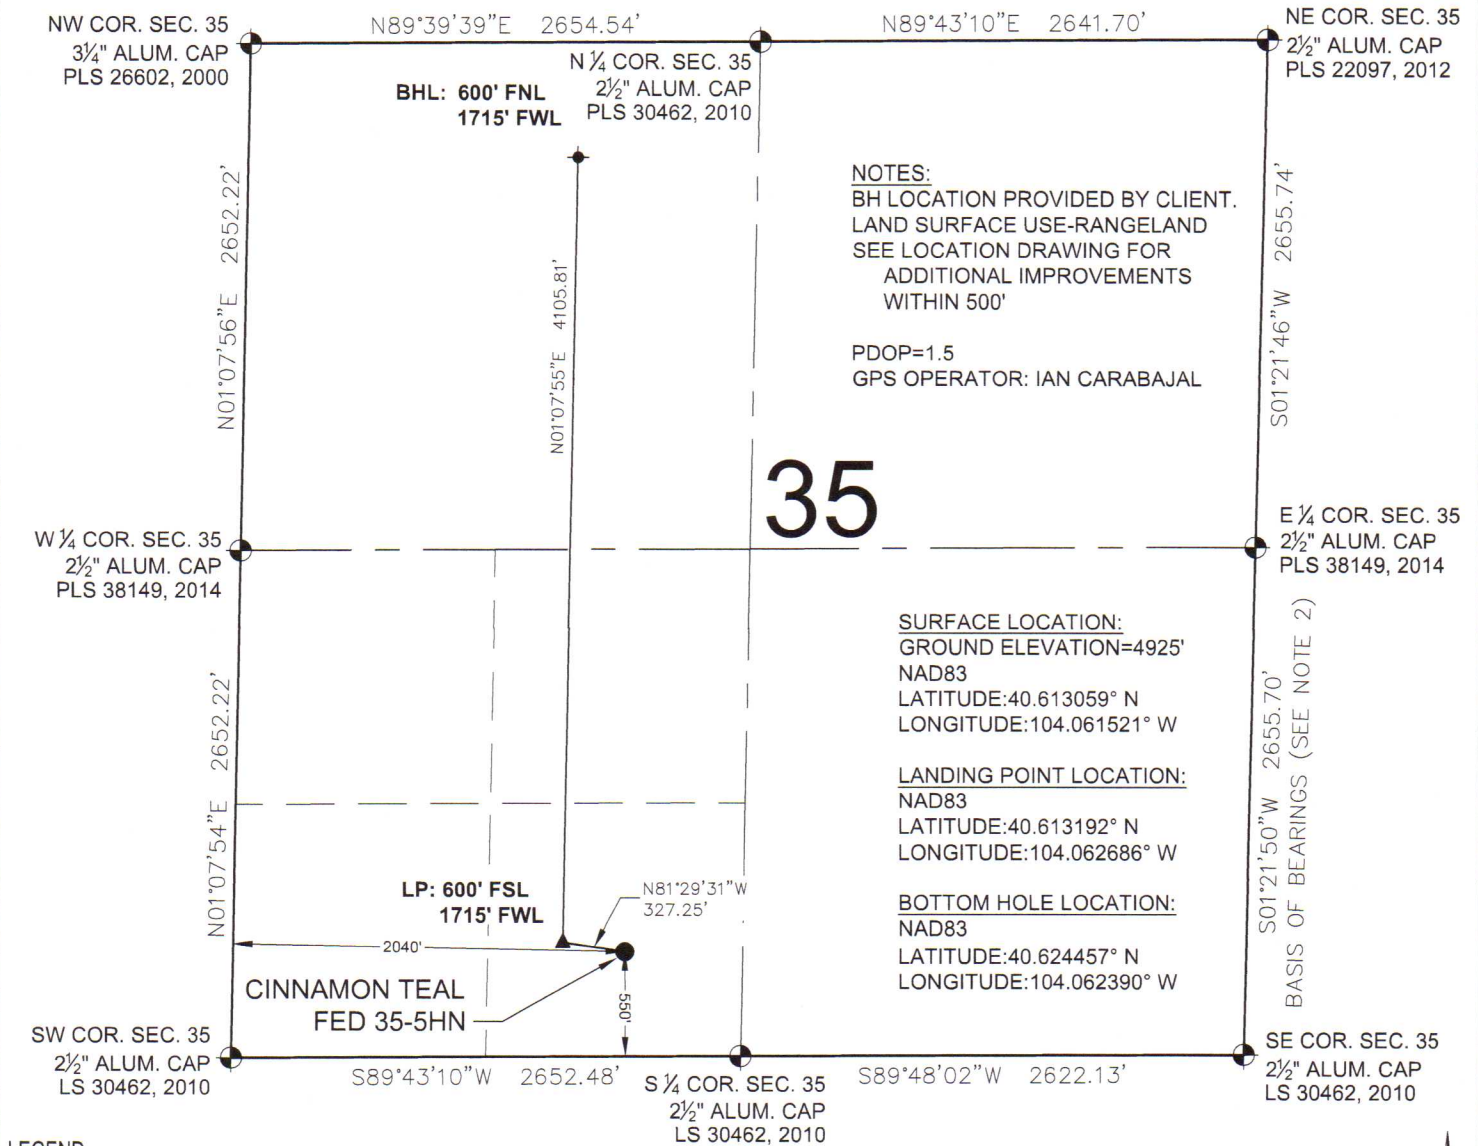 NW COR. SEC. 35
3¼" ALUM. CAP
PLS 26602, 2000
N89°39'39"E 2654.54'
N ¼ COR. SEC. 35
2½" ALUM. CAP
PLS 30462, 2010
N89°43'10"E 2641.70'
NE COR. SEC. 35
2½" ALUM. CAP
PLS 22097, 2012
BHL: 600' FNL
1715' FWL
N01°07'56"E 2652.22'
N01°07'55"E 4105.81'
NOTES:
BH LOCATION PROVIDED BY CLIENT.
LAND SURFACE USE-RANGELAND
SEE LOCATION DRAWING FOR
ADDITIONAL IMPROVEMENTS
WITHIN 500'
PDOP=1.5
GPS OPERATOR: IAN CARABAJAL
S01°21'46"W 2655.74'
35
W ¼ COR. SEC. 35
2½" ALUM. CAP
PLS 38149, 2014
E ¼ COR. SEC. 35
2½" ALUM. CAP
PLS 38149, 2014
SURFACE LOCATION:
GROUND ELEVATION=4925'
NAD83
LATITUDE:40.613059° N
LONGITUDE:104.061521° W
LANDING POINT LOCATION:
NAD83
LATITUDE:40.613192° N
LONGITUDE:104.062686° W
BOTTOM HOLE LOCATION:
NAD83
LATITUDE:40.624457° N
LONGITUDE:104.062390° W
N01°07'54"E 2652.22'
S01°21'50"W 2655.70'
BASIS OF BEARINGS (SEE NOTE 2)
LP: 600' FSL
1715' FWL
N81°29'31"W
327.25'
2040'
550'
CINNAMON TEAL
FED 35-5HN
SW COR. SEC. 35
2½" ALUM. CAP
LS 30462, 2010
S89°43'10"W 2652.48'
S ¼ COR. SEC. 35
2½" ALUM. CAP
LS 30462, 2010
S89°48'02"W 2622.13'
SE COR. SEC. 35
2½" ALUM. CAP
LS 30462, 2010
LEGEND